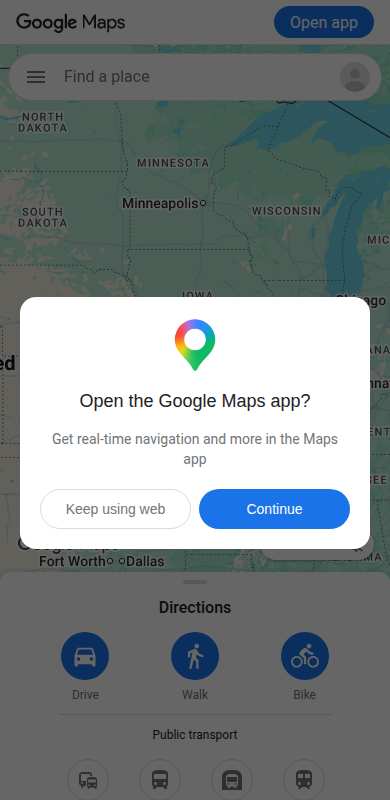 Google Maps
Open app
Find a place
NORTH
DAKOTA
MINNESOTA
Minneapolis
SOUTH
DAKOTA
WISCONSIN
MIC
IOWA
Open the Google Maps app?
Get real-time navigation and more in the Maps
app
Keep using web
Continue
Fort Worth
Dallas
Directions
Drive
Walk
Bike
Public transport